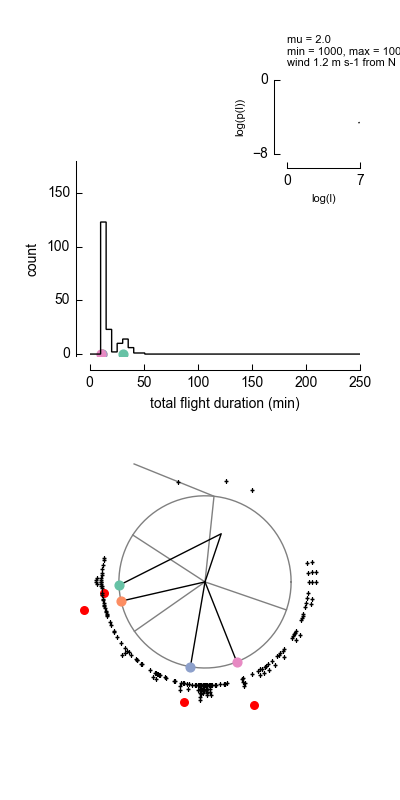 mu = 2.0
min = 1000, max = 100
wind 1.2 m s-1 from N
0
−8
log(p(l))
0 7
log(l)
150
100
50
0
count
0 50 100 150 200 250
total flight duration (min)